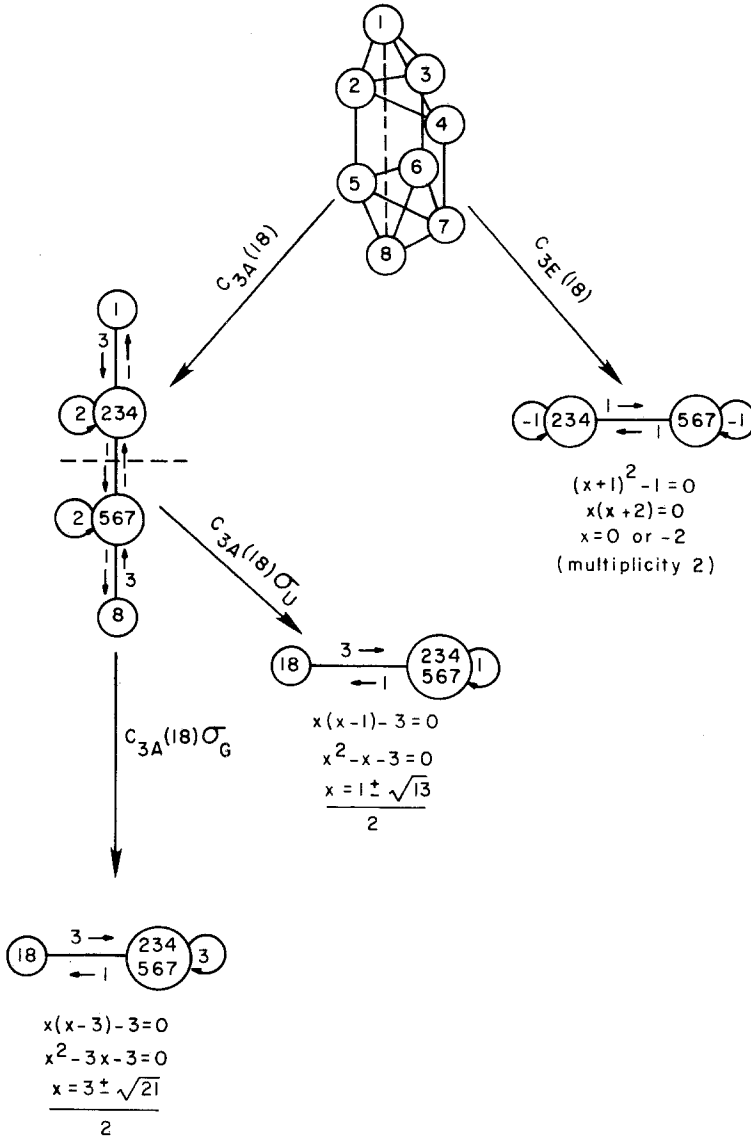 1
2
3
4
5
6
7
8
C3A(18)
C3E(18)
1
3
1
2
234
1
1
2
567
1
3
8
-1
234
1
1
567
-1
(x+1)²-1=0
x(x+2)=0
x=0 or -2
(multiplicity 2)
C3A(18)σU
18
3
1
234
567
1
x(x-1)-3=0
x²-x-3=0
x=1±√13
2
C3A(18)σG
18
3
1
234
567
3
x(x-3)-3=0
x²-3x-3=0
x=3±√21
2